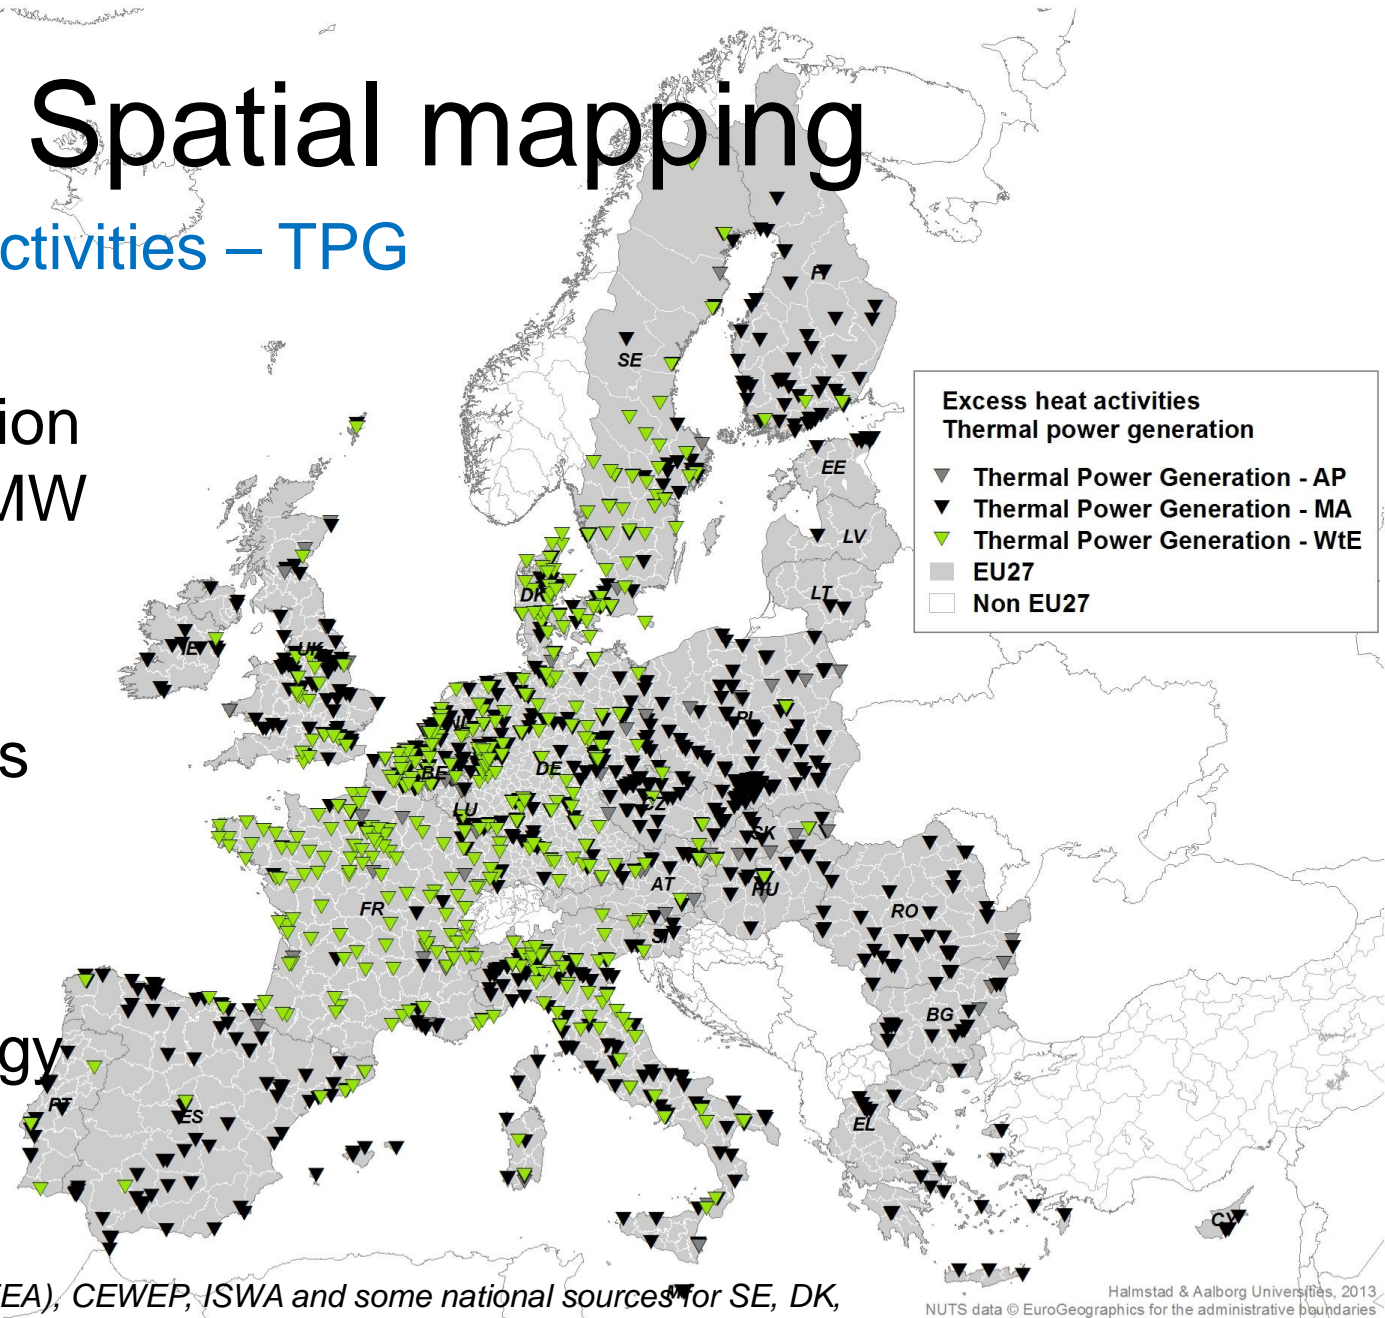 Spatial mapping
ctivities – TPG
ion
MW
s
gy
Excess heat activities
Thermal power generation
Thermal Power Generation - AP
Thermal Power Generation - MA
Thermal Power Generation - WtE
EU27
Non EU27
FI
SE
EE
LV
LT
DK
IE
UK
NL
PL
BE
DE
LU
CZ
SK
AT
HU
FR
SI
RO
BG
PT
ES
EL
CY
EA), CEWEP, ISWA and some national sources for SE, DK,
Halmstad & Aalborg Universities, 2013
NUTS data © EuroGeographics for the administrative boundaries